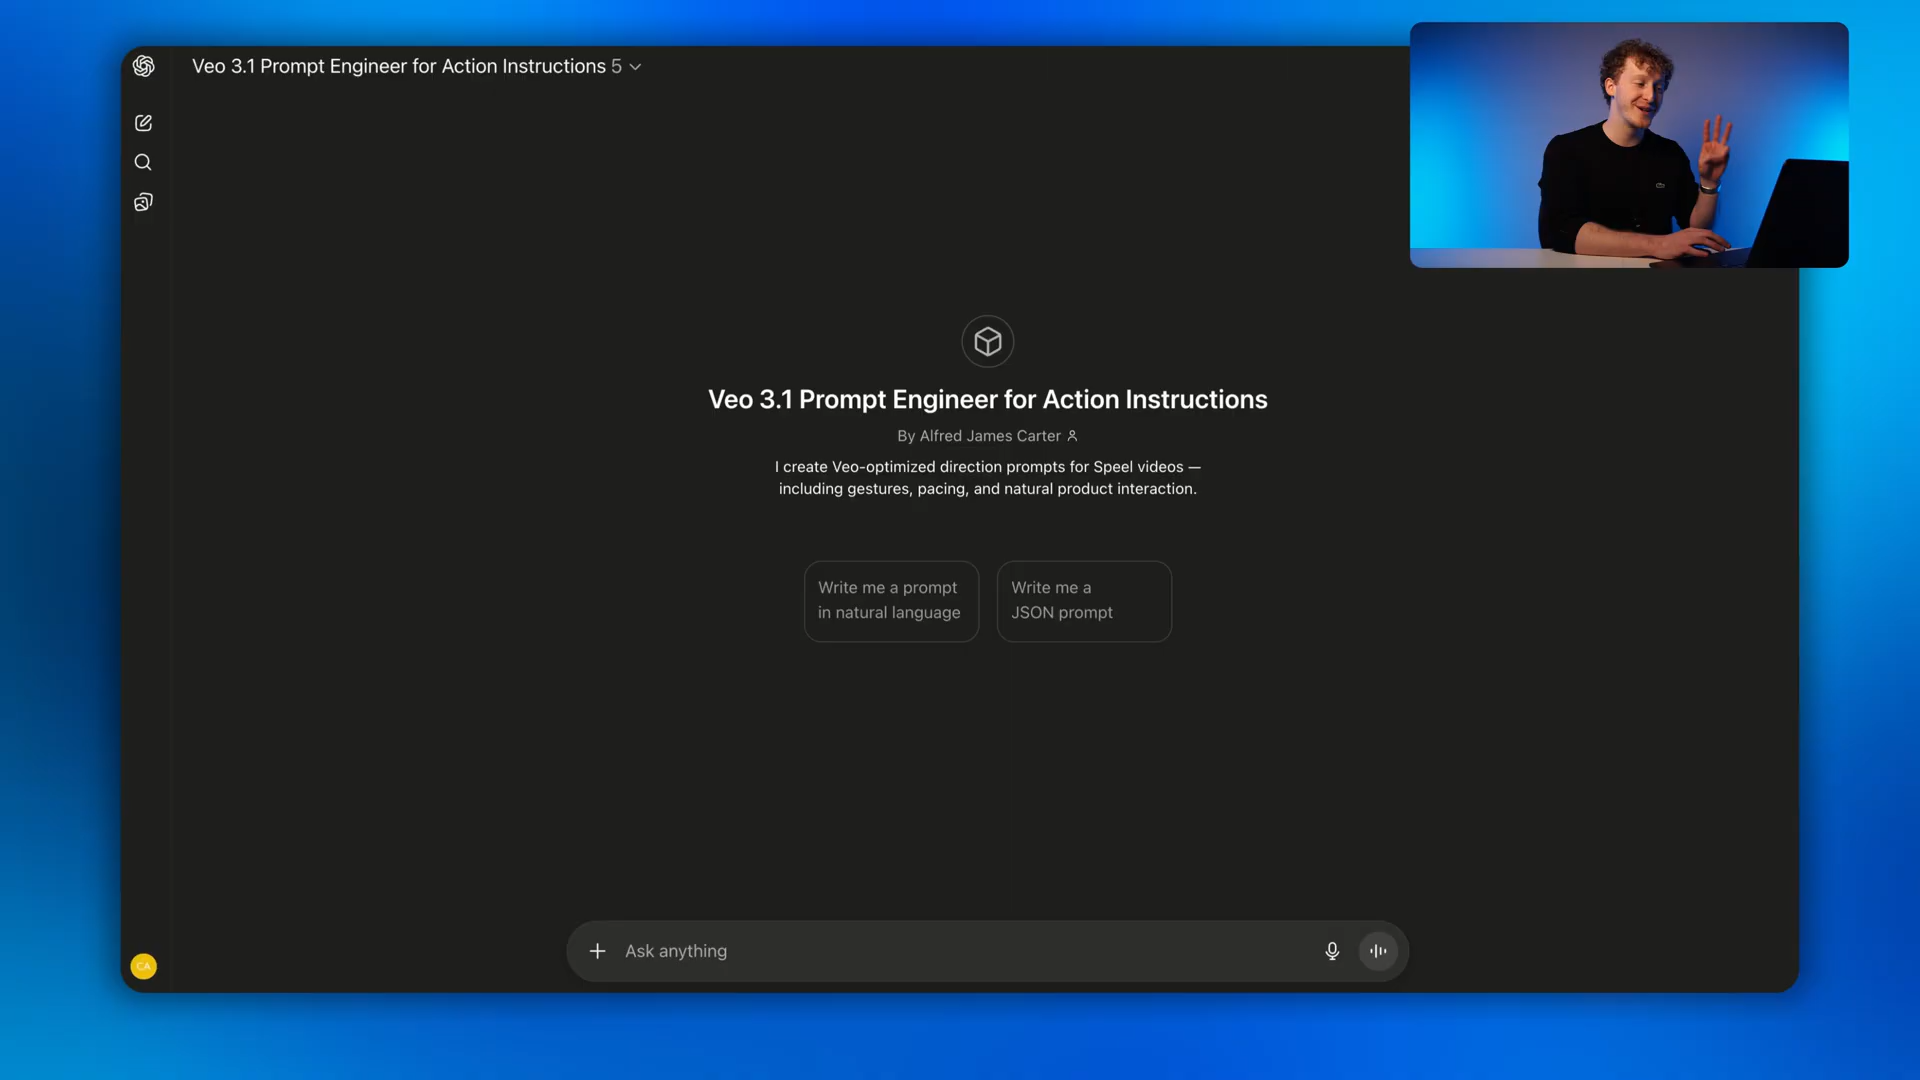 Veo 3.1 Prompt Engineer for Action Instructions 5
Veo 3.1 Prompt Engineer for Action Instructions
By Alfred James Carter
I create Veo-optimized direction prompts for Speel videos —
including gestures, pacing, and natural product interaction.
Write me a prompt
in natural language
Write me a
JSON prompt
Ask anything
CA